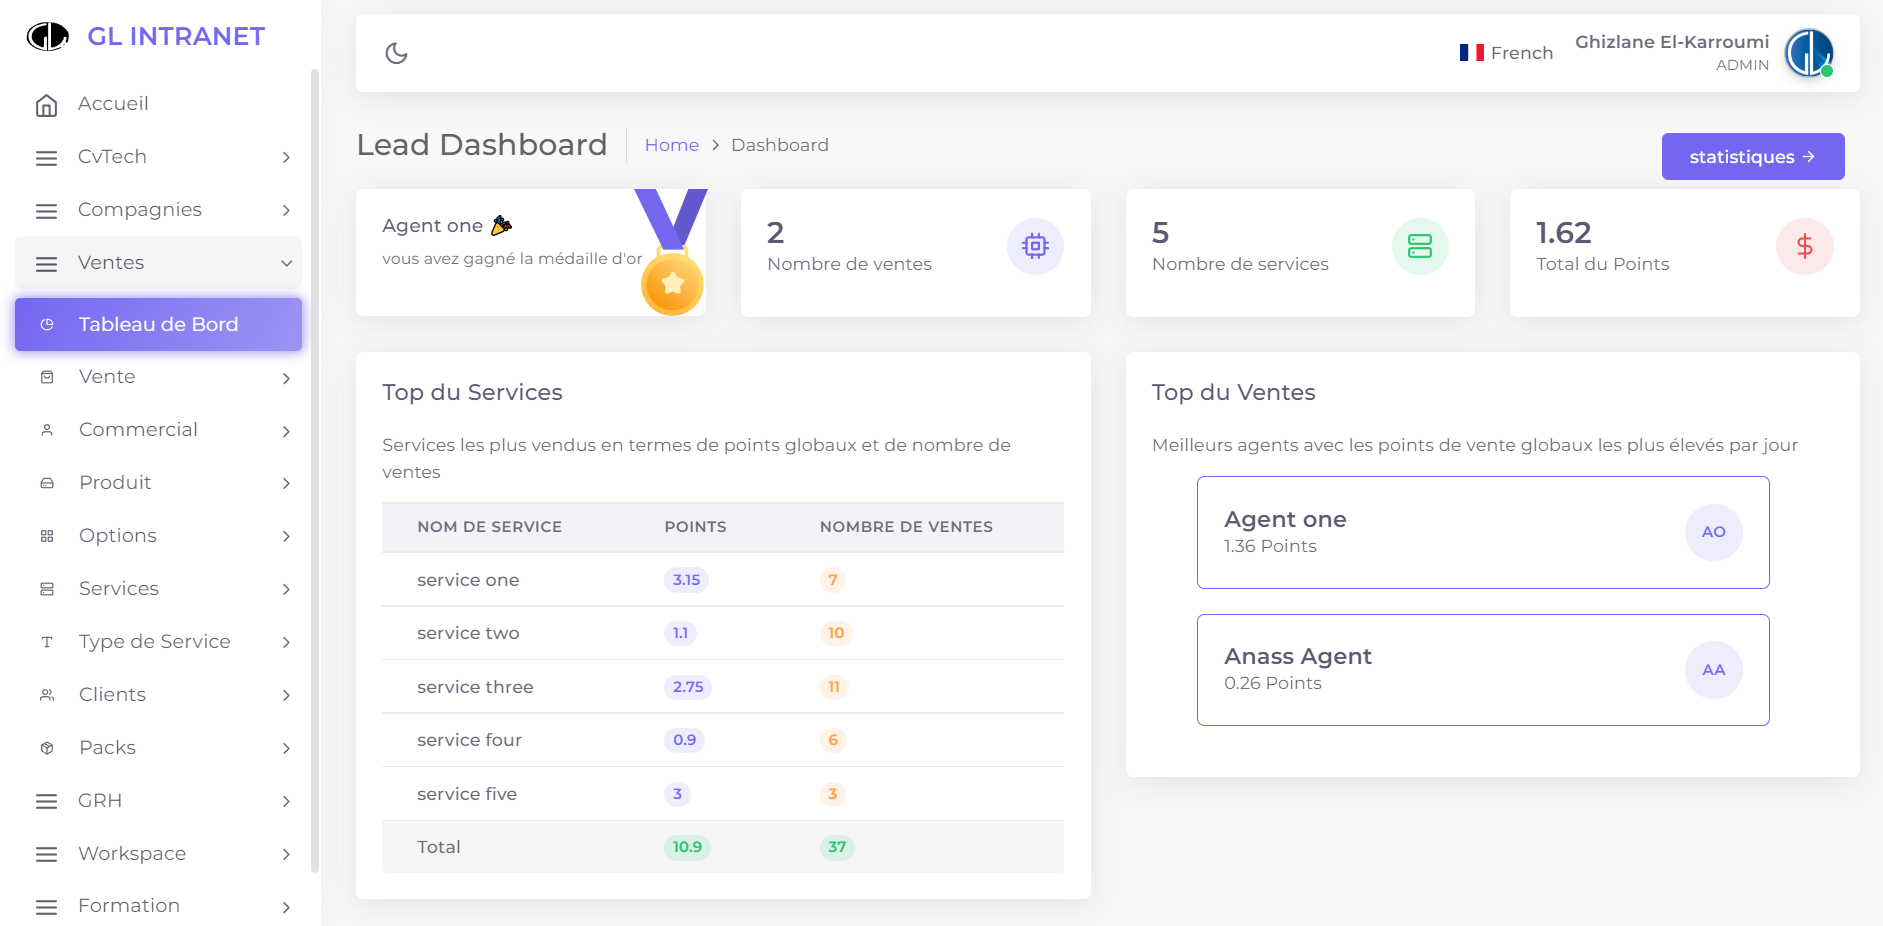 GL INTRANET
Accueil
CvTech
Compagnies
Ventes
Tableau de Bord
Vente
Commercial
Produit
Options
Services
Type de Service
Clients
Packs
GRH
Workspace
Formation
French
Ghizlane El-Karroumi
ADMIN
Lead Dashboard
Home > Dashboard
statistiques →
Agent one
vous avez gagné la médaille d'or
2
Nombre de ventes
5
Nombre de services
1.62
Total du Points
Top du Services
Services les plus vendus en termes de points globaux et de nombre de
ventes
NOM DE SERVICE POINTS NOMBRE DE VENTES
service one 3.15 7
service two 1.1 10
service three 2.75 11
service four 0.9 6
service five 3 3
Total 10.9 37
Top du Ventes
Meilleurs agents avec les points de vente globaux les plus élevés par jour
Agent one
1.36 Points
AO
Anass Agent
0.26 Points
AA